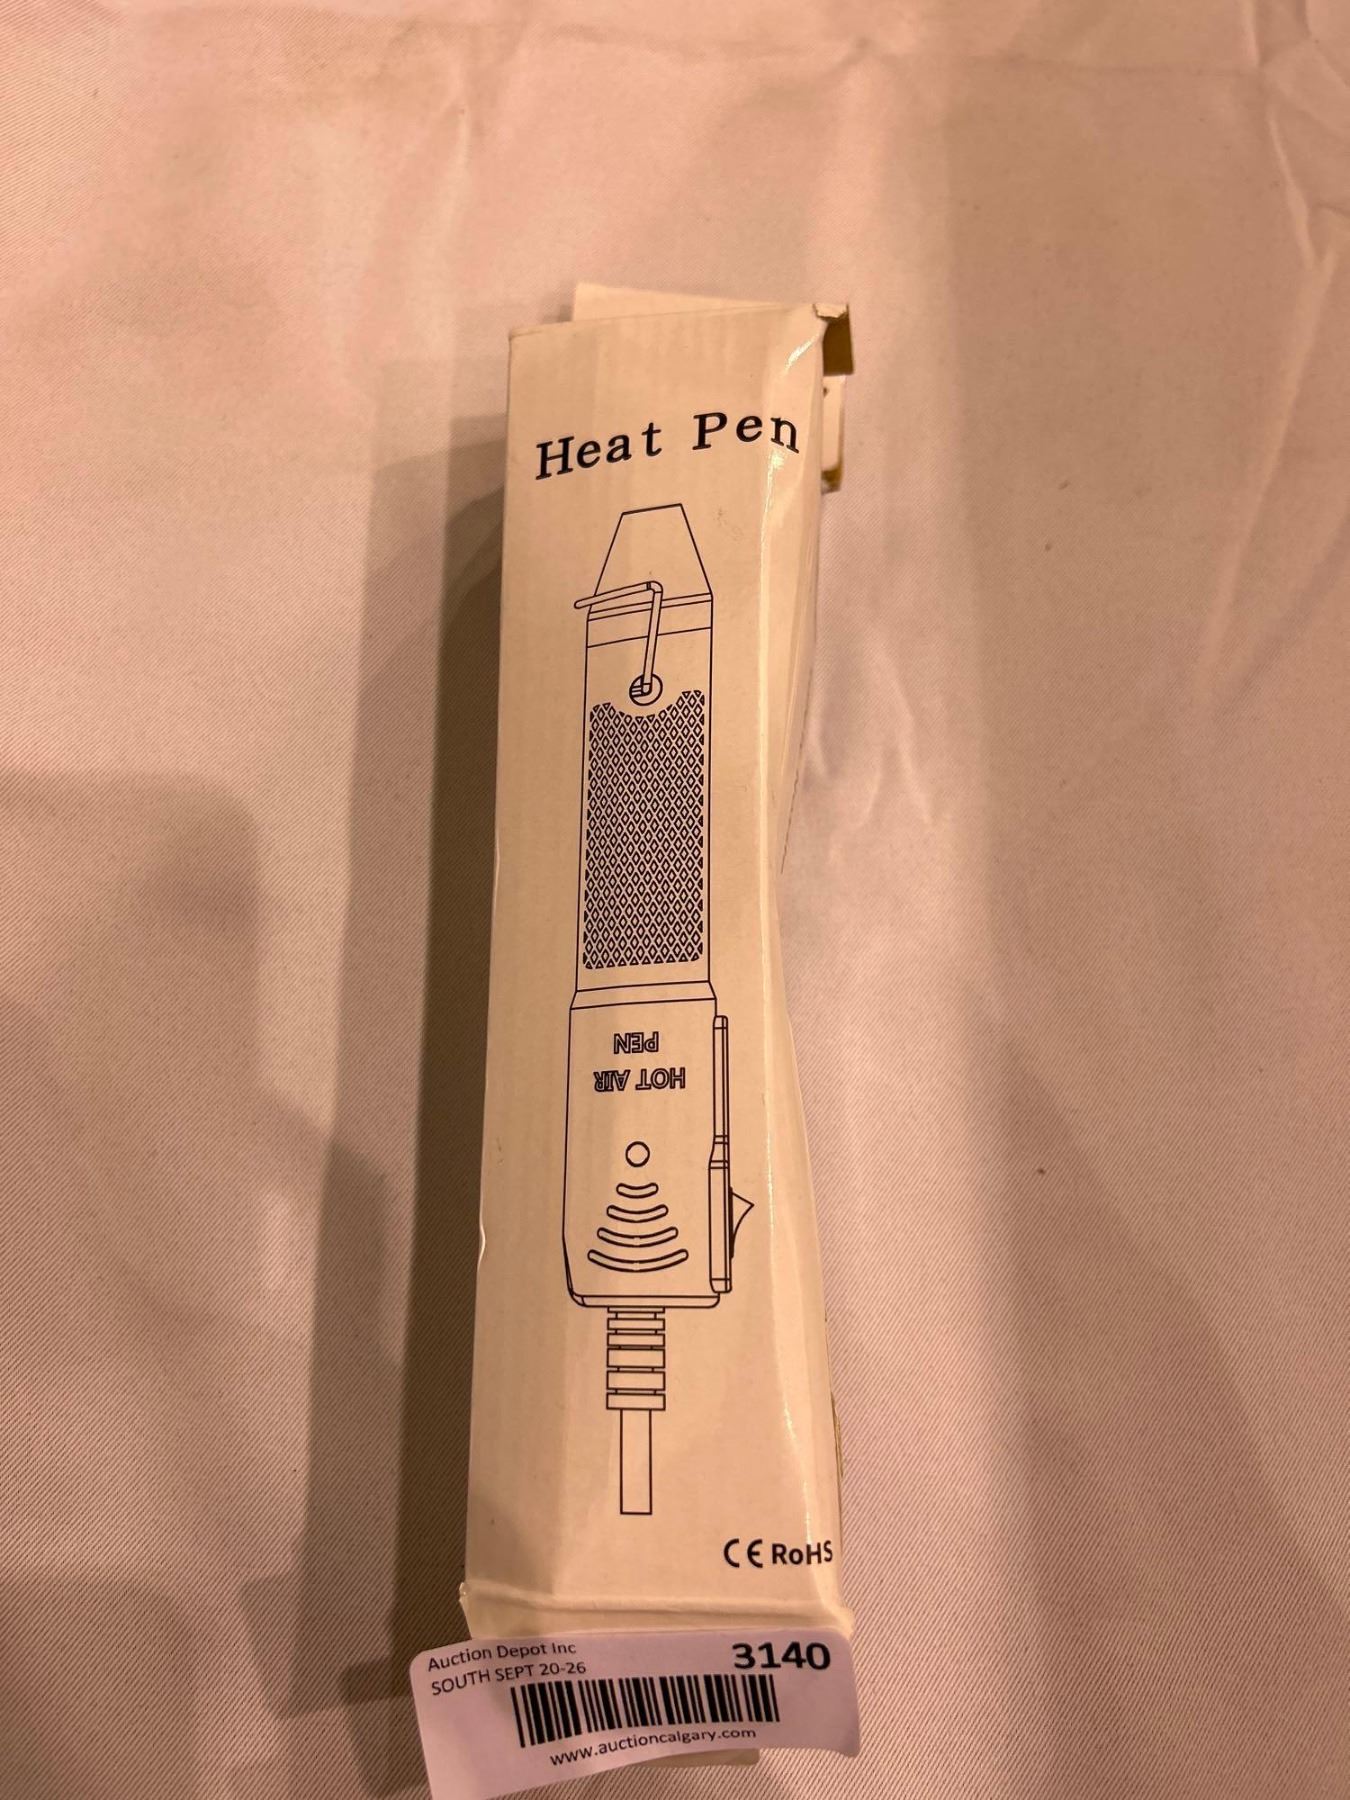 Heat Pen
PEN
HOT AIR
CE RoHS
Auction Depot Inc
3140
SOUTH SEPT 20-26
www.auctioncalgary.com